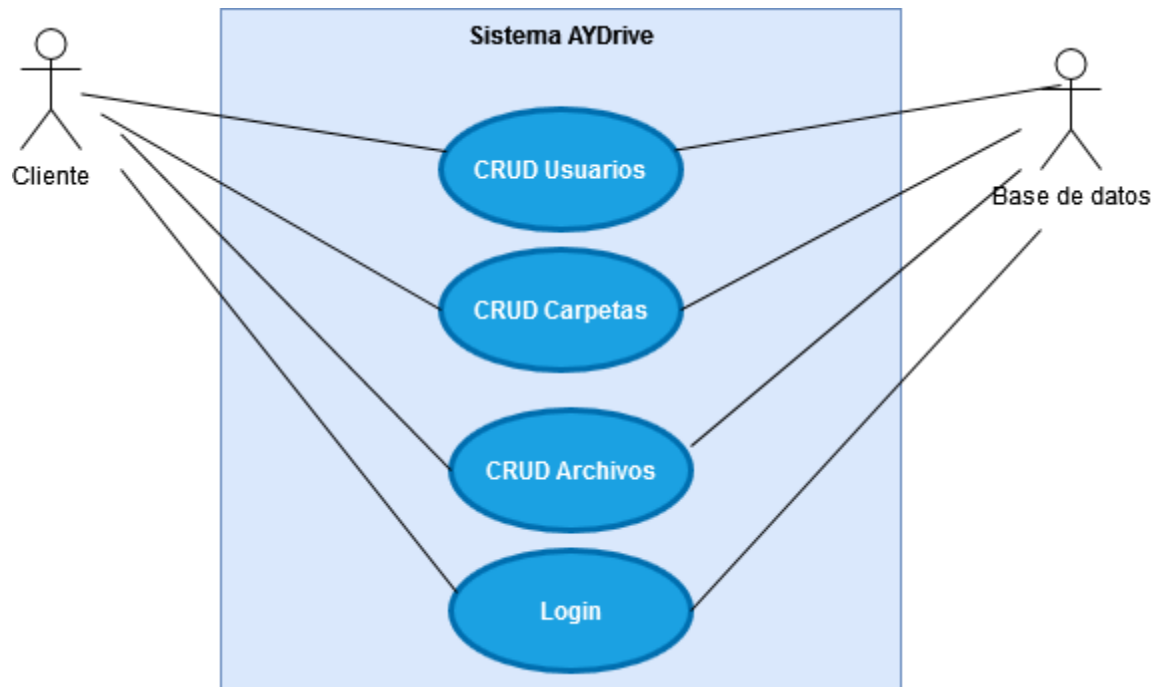 Sistema AYDrive
Cliente
CRUD Usuarios
Base de datos
CRUD Carpetas
CRUD Archivos
Login